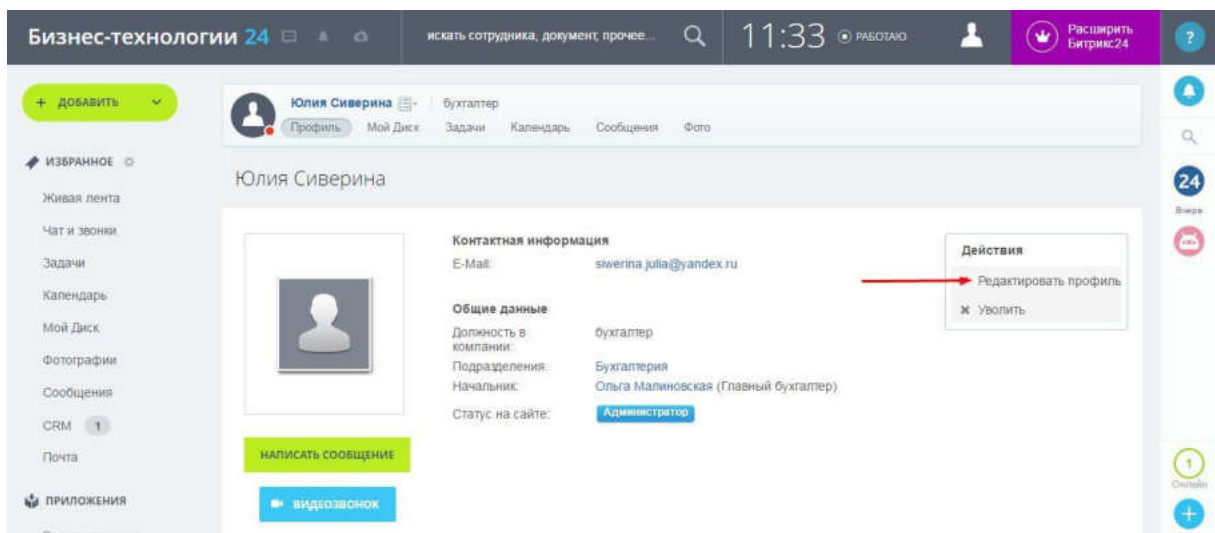 Бизнес-технологии 24
искать сотрудника, документ, прочее...
11:33
РАБОТАЮ
Расширить
Битрикс24
?
+ ДОБАВИТЬ
Юлия Сиверина
бухгалтер
Профиль Мой Диск Задачи Календарь Сообщения Фото
ИЗБРАННОЕ
Юлия Сиверина
24
Вчера
Живая лента
Чат и звонки
Задачи
Календарь
Мой Диск
Фотографии
Сообщения
CRM 1
Почта
ПРИЛОЖЕНИЯ
Контактная информация
E-Mail: siwerina.julia@yandex.ru
Общие данные
Должность в компании: бухгалтер
Подразделения: Бухгалтерия
Начальник: Ольга Малиновская (Главный бухгалтер)
Статус на сайте: Администратор
Действия
Редактировать профиль
Уволить
НАПИСАТЬ СООБЩЕНИЕ
ВИДЕОЗВОНОК
1
Онлайн
+